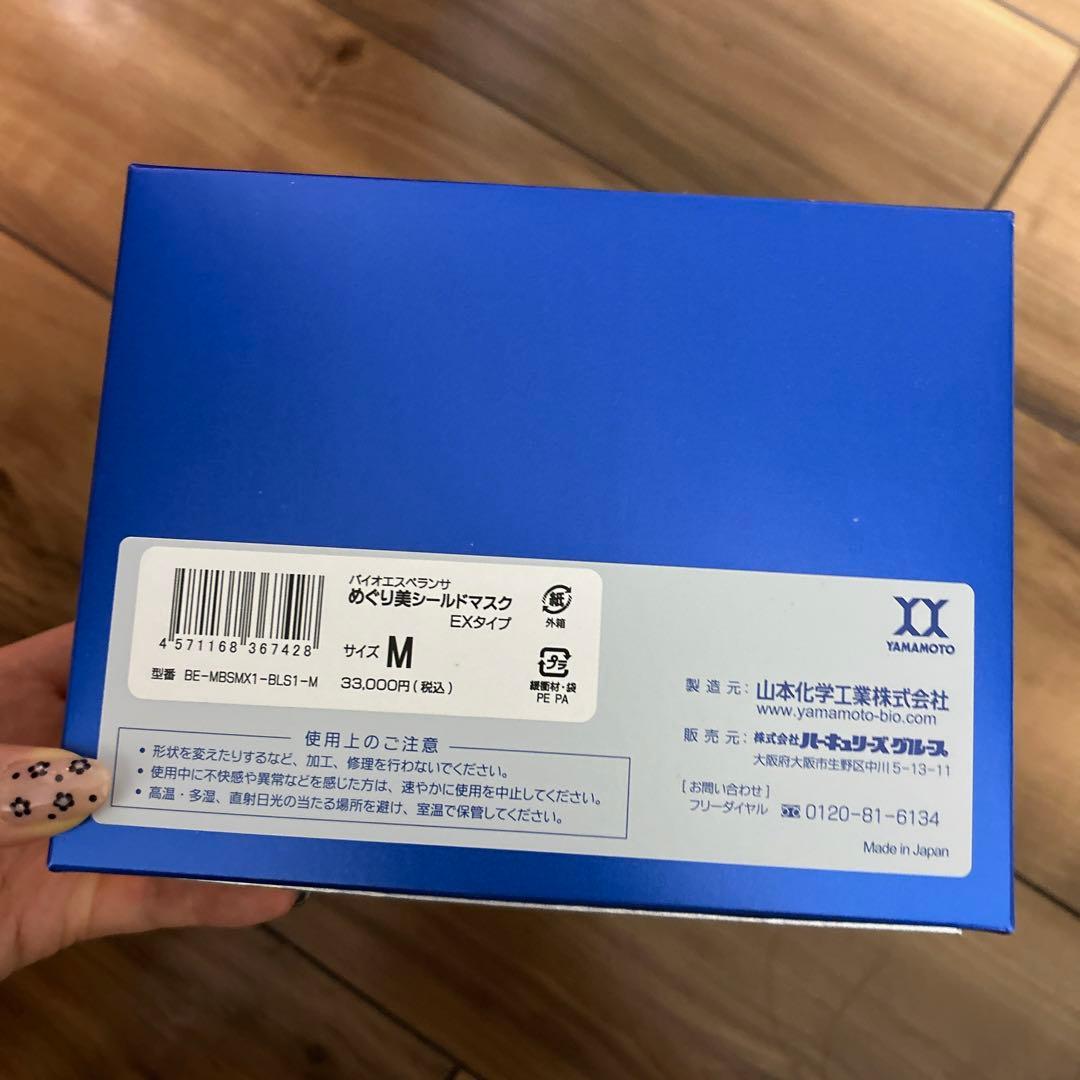 バイオエスペランサ
めぐり美シールドマスク
EXタイプ
サイズ M
33,000円(税込)
4 571168 367428
型番 BE-MBSMX1-BLS1-M
紙
外箱
プラ
緩衝材・袋
PE PA
使用上のご注意
• 形状を変えたりするなど、加工、修理を行わないでください。
• 使用中に不快感や異常などを感じた方は、速やかに使用を中止してください。
• 高温・多湿、直射日光の当たる場所を避け、室温で保管してください。
YAMAMOTO
製造元: 山本化学工業株式会社
www.yamamoto-bio.com
販売元: 株式会社ハーキュリーズグループ
大阪府大阪市生野区中川5-13-11
[お問い合わせ]
フリーダイヤル 0120-81-6134
Made in Japan